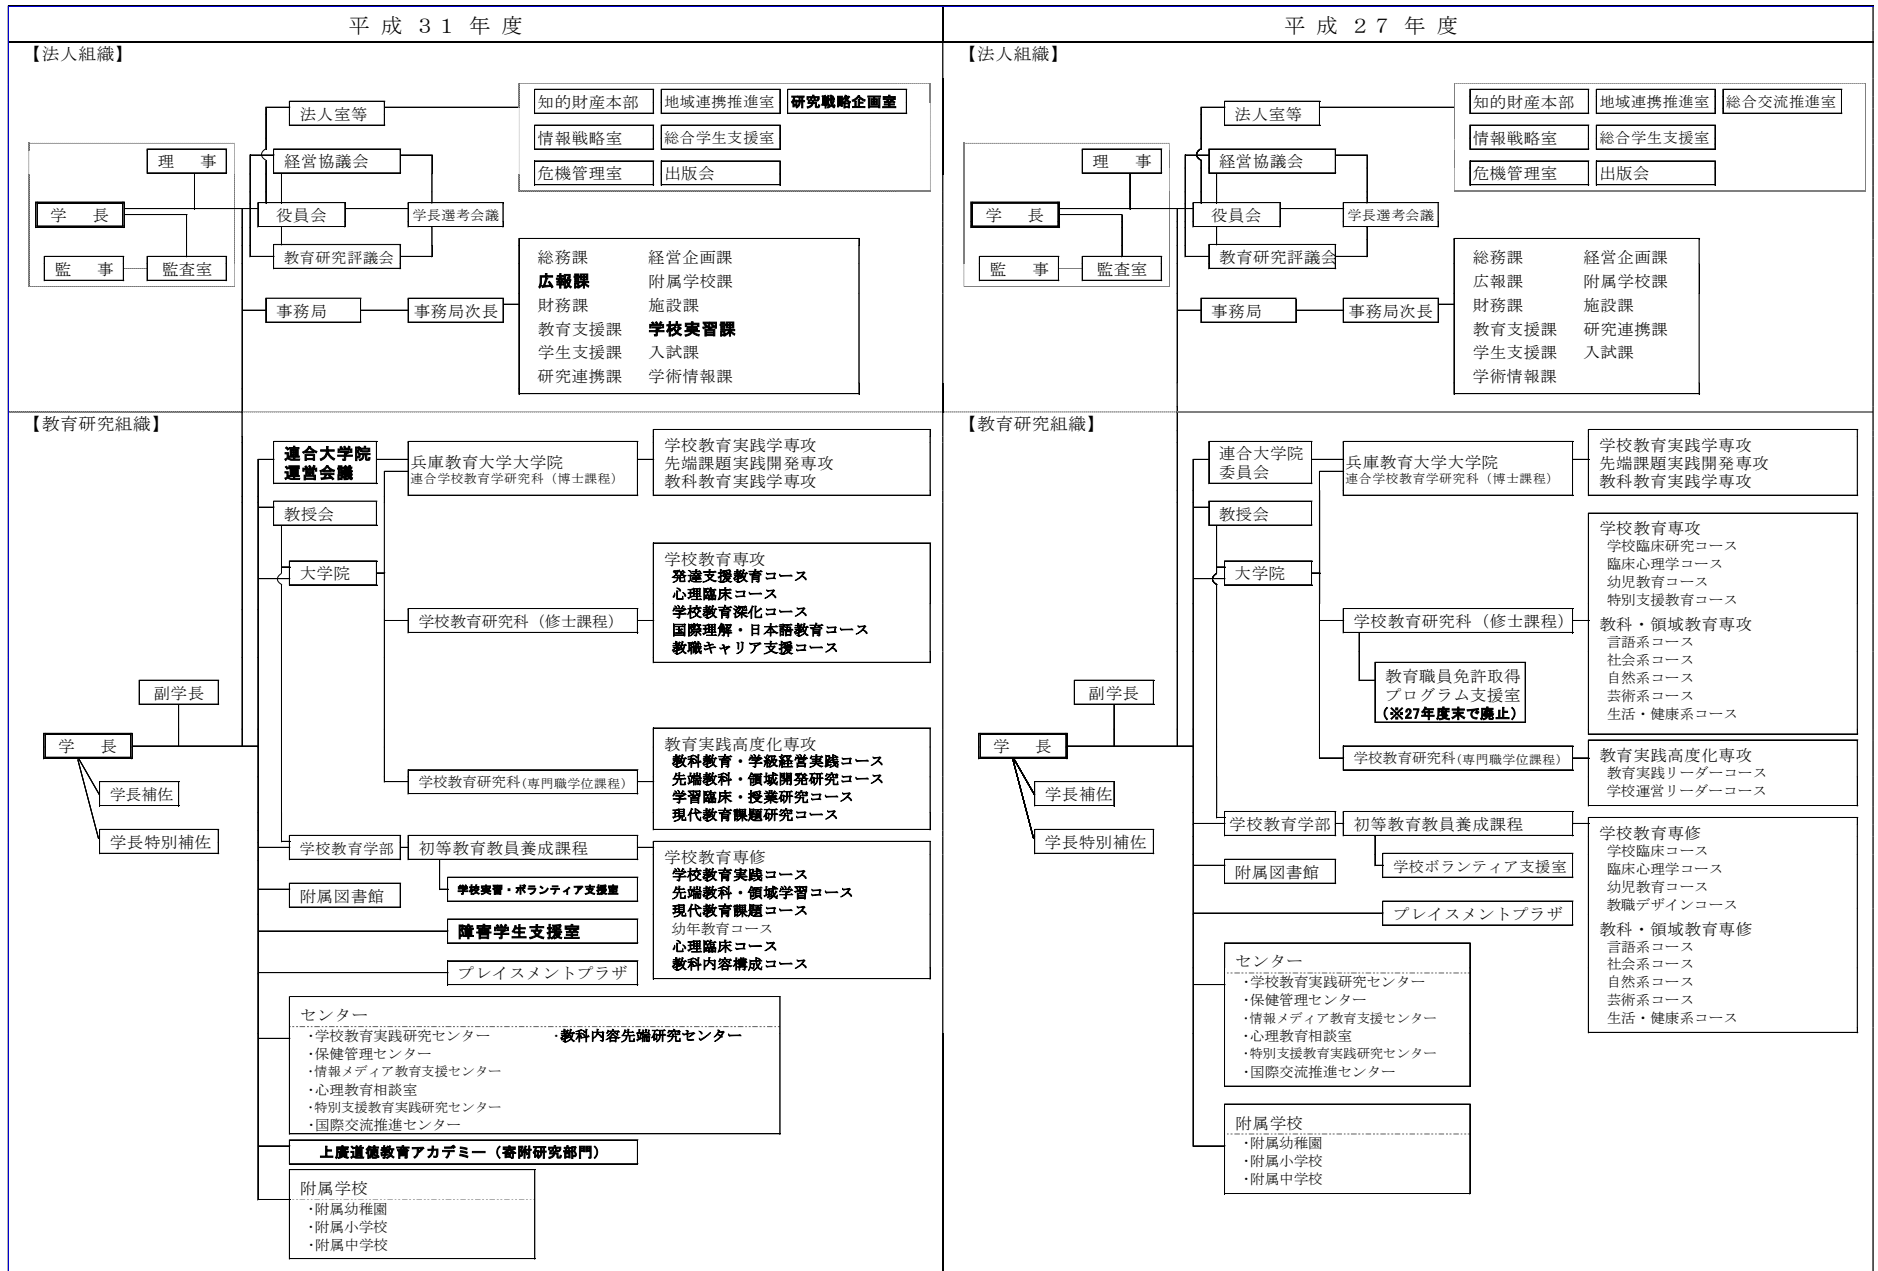 平成31年度
【法人組織】
法人室等
知的財産本部
地域連携推進室
研究戦略企画室
情報戦略室
総合学生支援室
危機管理室
出版会
理　事
経営協議会
学　長
役員会
学長選考会議
監　事
監査室
教育研究評議会
事務局
事務局次長
総務課　経営企画課
広報課　附属学校課
財務課　施設課
教育支援課　学校実習課
学生支援課　入試課
研究連携課　学術情報課
【教育研究組織】
連合大学院
運営会議
兵庫教育大学大学院
連合学校教育学研究科（博士課程）
学校教育実践学専攻
先端課題実践開発専攻
教科教育実践学専攻
教授会
大学院
学校教育研究科（修士課程）
学校教育専攻
発達支援教育コース
心理臨床コース
学校教育深化コース
国際理解・日本語教育コース
教職キャリア支援コース
副学長
学　長
学長補佐
学長特別補佐
学校教育研究科(専門職学位課程)
教育実践高度化専攻
教科教育・学級経営実践コース
先端教科・領域開発研究コース
学習臨床・授業研究コース
現代教育課題研究コース
学校教育学部
初等教育教員養成課程
学校教育専修
学校教育実践コース
先端教科・領域学習コース
現代教育課題コース
幼年教育コース
心理臨床コース
教科内容構成コース
学校実習・ボランティア支援室
附属図書館
障害学生支援室
プレイスメントプラザ
センター
・学校教育実践研究センター　・教科内容先端研究センター
・保健管理センター
・情報メディア教育支援センター
・心理教育相談室
・特別支援教育実践研究センター
・国際交流推進センター
上廣道徳教育アカデミー（寄附研究部門）
附属学校
・附属幼稚園
・附属小学校
・附属中学校
平成27年度
【法人組織】
法人室等
知的財産本部
地域連携推進室
総合交流推進室
情報戦略室
総合学生支援室
危機管理室
出版会
理　事
経営協議会
学　長
役員会
学長選考会議
監　事
監査室
教育研究評議会
事務局
事務局次長
総務課　経営企画課
広報課　附属学校課
財務課　施設課
教育支援課　研究連携課
学生支援課　入試課
学術情報課
【教育研究組織】
連合大学院
委員会
兵庫教育大学大学院
連合学校教育学研究科（博士課程）
学校教育実践学専攻
先端課題実践開発専攻
教科教育実践学専攻
教授会
大学院
学校教育研究科（修士課程）
学校教育専攻
学校臨床研究コース
臨床心理学コース
幼児教育コース
特別支援教育コース
教科・領域教育専攻
言語系コース
社会系コース
自然系コース
芸術系コース
生活・健康系コース
教育職員免許取得
プログラム支援室
（※27年度末で廃止）
副学長
学　長
学長補佐
学長特別補佐
学校教育研究科(専門職学位課程)
教育実践高度化専攻
教育実践リーダーコース
学校運営リーダーコース
学校教育学部
初等教育教員養成課程
学校教育専修
学校臨床コース
臨床心理学コース
幼児教育コース
教職デザインコース
教科・領域教育専修
言語系コース
社会系コース
自然系コース
芸術系コース
生活・健康系コース
学校ボランティア支援室
附属図書館
プレイスメントプラザ
センター
・学校教育実践研究センター
・保健管理センター
・情報メディア教育支援センター
・心理教育相談室
・特別支援教育実践研究センター
・国際交流推進センター
附属学校
・附属幼稚園
・附属小学校
・附属中学校